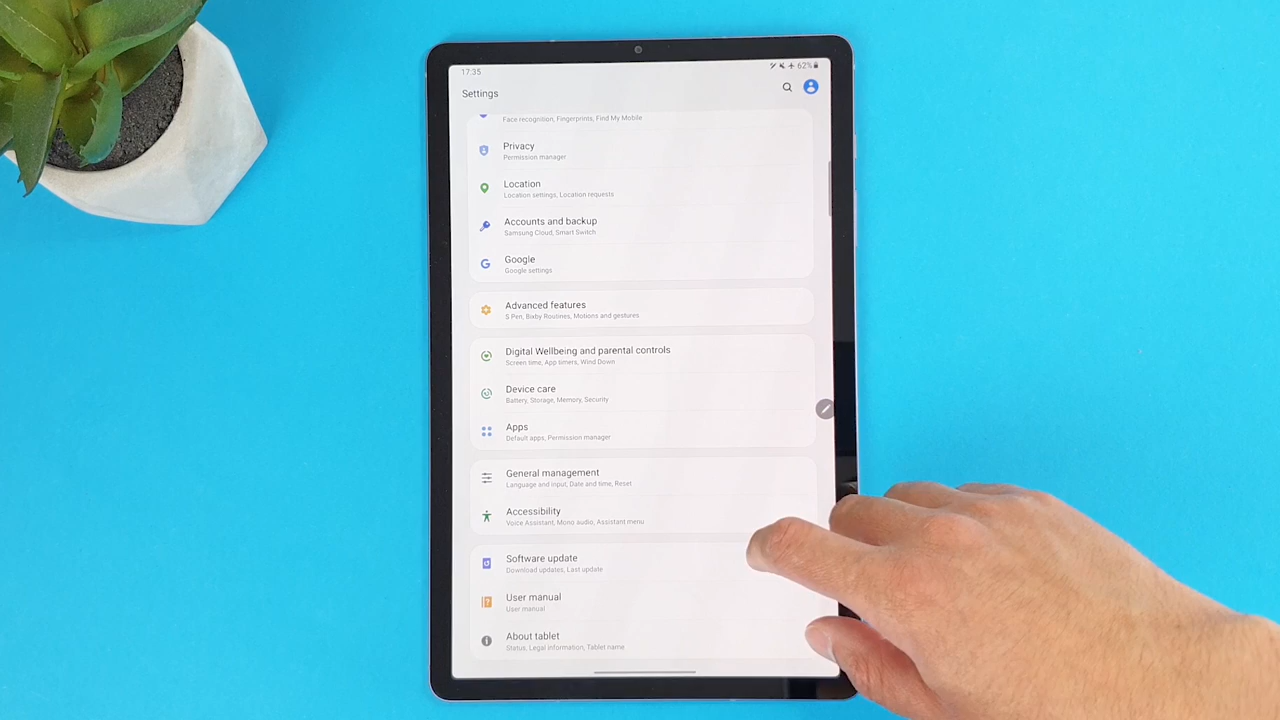 17:35
62%
Settings
Face recognition, Fingerprints, Find My Mobile
Privacy
Permission manager
Location
Location settings, Location requests
Accounts and backup
Samsung Cloud, Smart Switch
Google
Google settings
Advanced features
S Pen, Bixby Routines, Motions and gestures
Digital Wellbeing and parental controls
Screen time, App timers, Wind Down
Device care
Battery, Storage, Memory, Security
Apps
Default apps, Permission manager
General management
Language and input, Date and time, Reset
Accessibility
Voice Assistant, Mono audio, Assistant menu
Software update
Download updates, Last update
User manual
User manual
About tablet
Status, Legal information, Tablet name